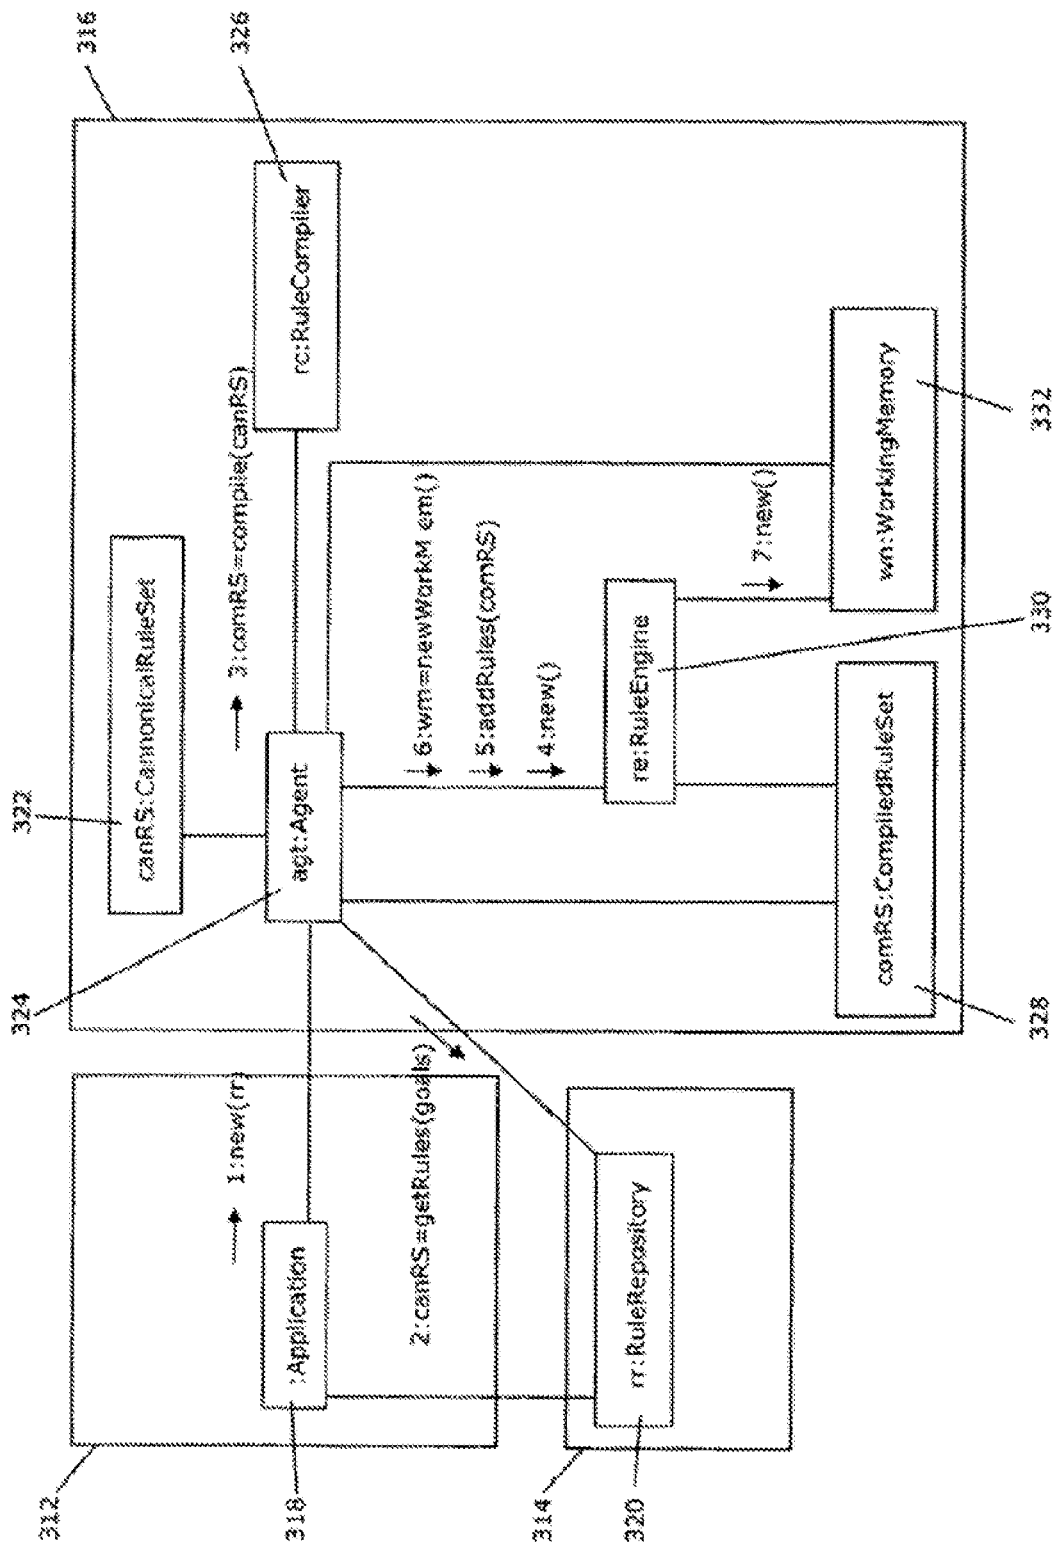 324
322
312
316
canRS:CannonicalRuleSet
1:new(rr)
3:comRS=compile(canRS)
326
318
:Application
agt:Agent
rc:RuleCompiler
2:canRS=getRules(goals)
6:wm=newWorkM em()
5:addRules(comRS)
314
4:new()
320
rr:RuleRepository
re:RuleEngine
7:new()
comRS:CompiledRuleSet
wn:WorkingMemory
328
330
332